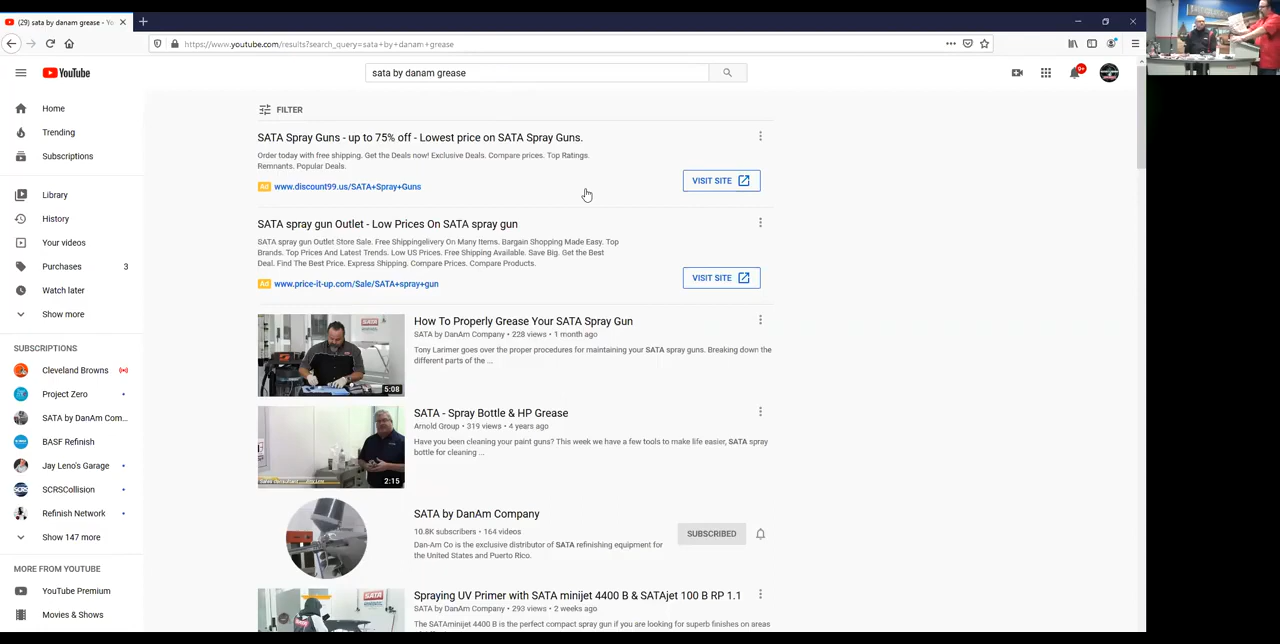 (29) sata by danam grease - Yo
https://www.youtube.com/results?search_query=sata+by+danam+grease
YouTube
sata by danam grease
9+
Home
Trending
Subscriptions
Library
History
Your videos
Purchases 3
Watch later
Show more
SUBSCRIPTIONS
Cleveland Browns
Project Zero
SATA by DanAm Com...
BASF Refinish
Jay Leno's Garage
SCRSCollision
Refinish Network
Show 147 more
MORE FROM YOUTUBE
YouTube Premium
Movies & Shows
FILTER
SATA Spray Guns - up to 75% off - Lowest price on SATA Spray Guns.
Order today with free shipping. Get the Deals now! Exclusive Deals. Compare prices. Top Ratings.
Remnants. Popular Deals.
Ad www.discount99.us/SATA+Spray+Guns
VISIT SITE
SATA spray gun Outlet - Low Prices On SATA spray gun
SATA spray gun Outlet Store Sale. Free Shippingelivery On Many Items. Bargain Shopping Made Easy. Top
Brands. Top Prices And Latest Trends. Low US Prices. Free Shipping Available. Save Big. Get the Best
Deal. Find The Best Price. Express Shipping. Compare Prices. Compare Products.
Ad www.price-it-up.com/Sale/SATA+spray+gun
VISIT SITE
SATA
5:08
How To Properly Grease Your SATA Spray Gun
SATA by DanAm Company • 228 views • 1 month ago
Tony Larimer goes over the proper procedures for maintaining your SATA spray guns. Breaking down the
different parts of the ...
2:15
SATA - Spray Bottle & HP Grease
Arnold Group • 319 views • 4 years ago
Have you been cleaning your paint guns? This week we have a few tools to make life easier, SATA spray
bottle for cleaning ...
SATA by DanAm Company
10.8K subscribers • 164 videos
Dan-Am Co is the exclusive distributor of SATA refinishing equipment for
the United States and Puerto Rico.
SUBSCRIBED
Spraying UV Primer with SATA minijet 4400 B & SATAjet 100 B RP 1.1
SATA by DanAm Company • 293 views • 2 weeks ago
The SATAminijet 4400 B is the perfect compact spray gun if you are looking for superb finishes on areas